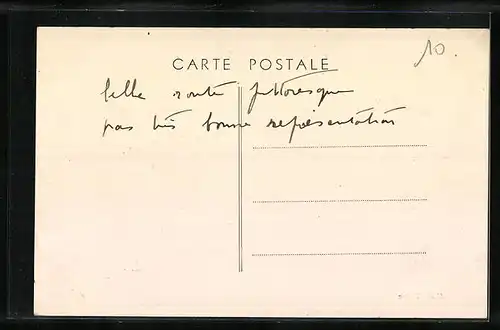 10.
CARTE POSTALE
belle route pittoresque
pas très bonne représentation